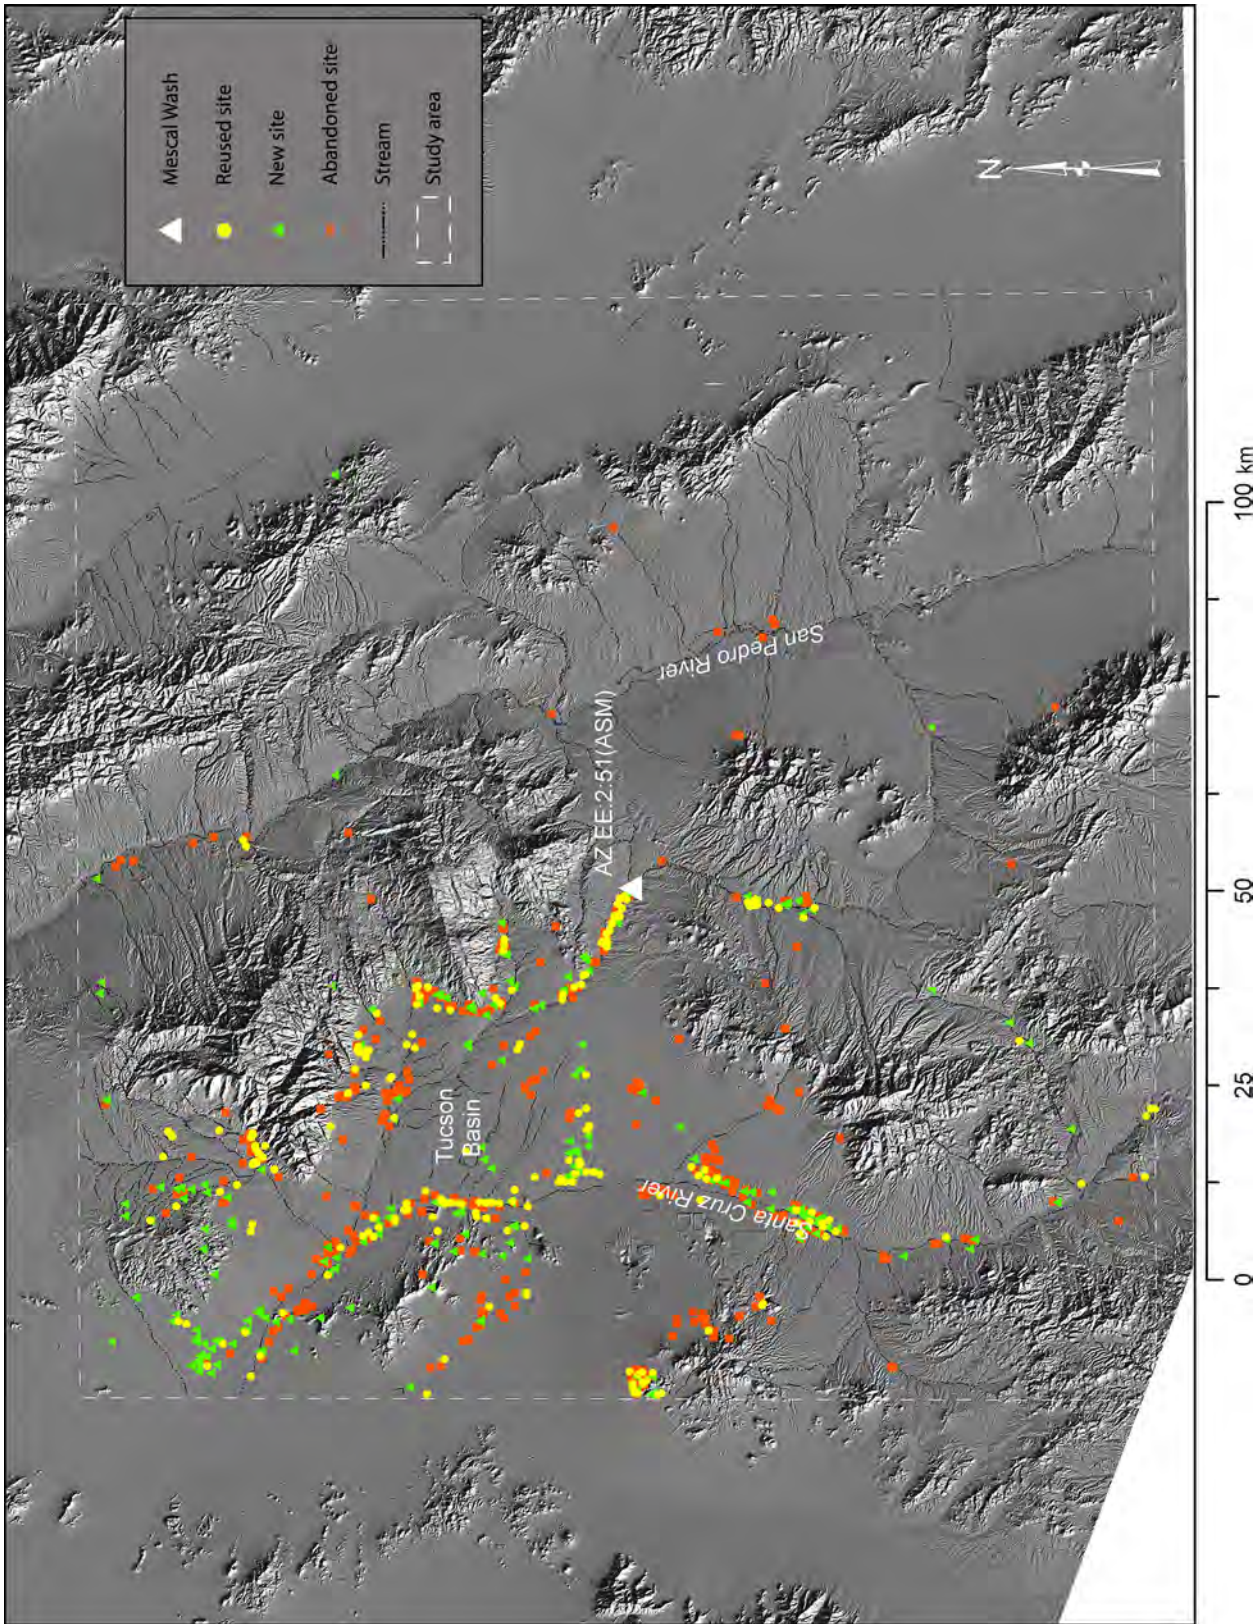 Mescal Wash
Reused site
New site
Abandoned site
Stream
Study area
N
Tucson
Basin
AZ EE:2:51(ASM)
San Pedro River
Santa Cruz River
0
25
50
100 km